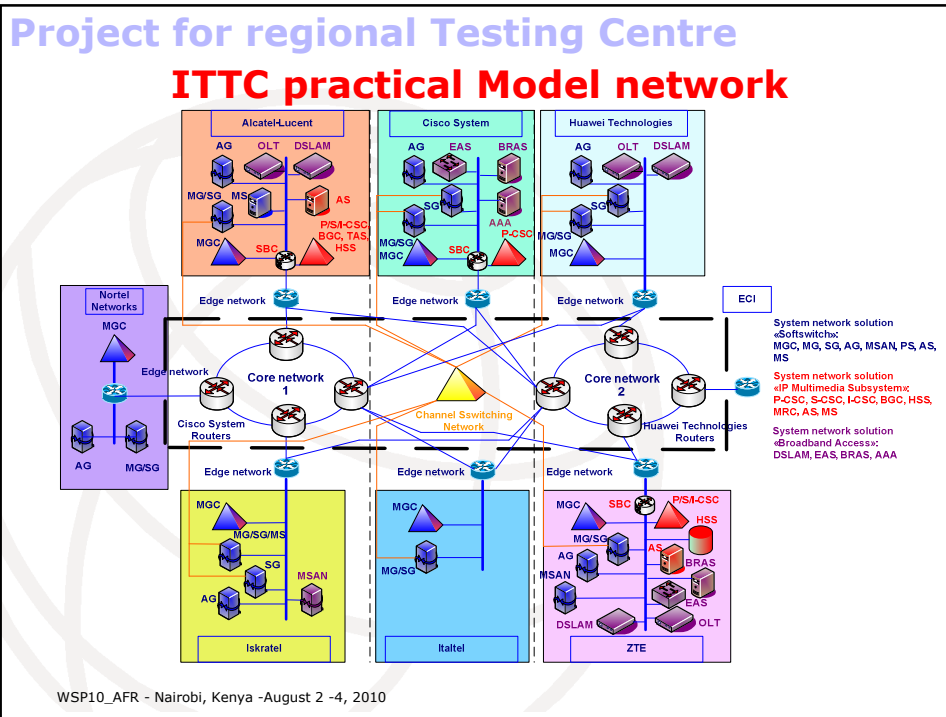 Project for regional Testing Centre
ITTC practical Model network
Alcatel-Lucent
AG
OLT
DSLAM
MG/SG
MS
AS
P/S/I-CSC,
BGC, TAS,
HSS
MGC
SBC
Cisco System
AG
EAS
BRAS
SG
AAA
P-CSC
MG/SG
MGC
SBC
Huawei Technologies
AG
OLT
DSLAM
SG
MG/SG
MGC
Edge network
Edge network
Edge network
ECI
Nortel
Networks
MGC
Edge network
AG
MG/SG
Core network
1
Cisco System
Routers
Channel Sswitching
Network
Core network
2
Huawei Technologies
Routers
System network solution
«Softswitch»:
MGC, MG, SG, AG, MSAN, PS, AS,
MS
System network solution
«IP Multimedia Subsystem»:
P-CSC, S-CSC, I-CSC, BGC, HSS,
MRC, AS, MS
System network solution
«Broadband Access»:
DSLAM, EAS, BRAS, AAA
Edge network
Edge network
Edge network
MGC
MG/SG/MS
SG
MSAN
AG
Iskratel
MGC
MG/SG
Italtel
MGC
SBC
P/S/I-CSC
HSS
MG/SG
AS
AG
BRAS
MSAN
EAS
DSLAM
OLT
ZTE
WSP10_AFR - Nairobi, Kenya -August 2 -4, 2010